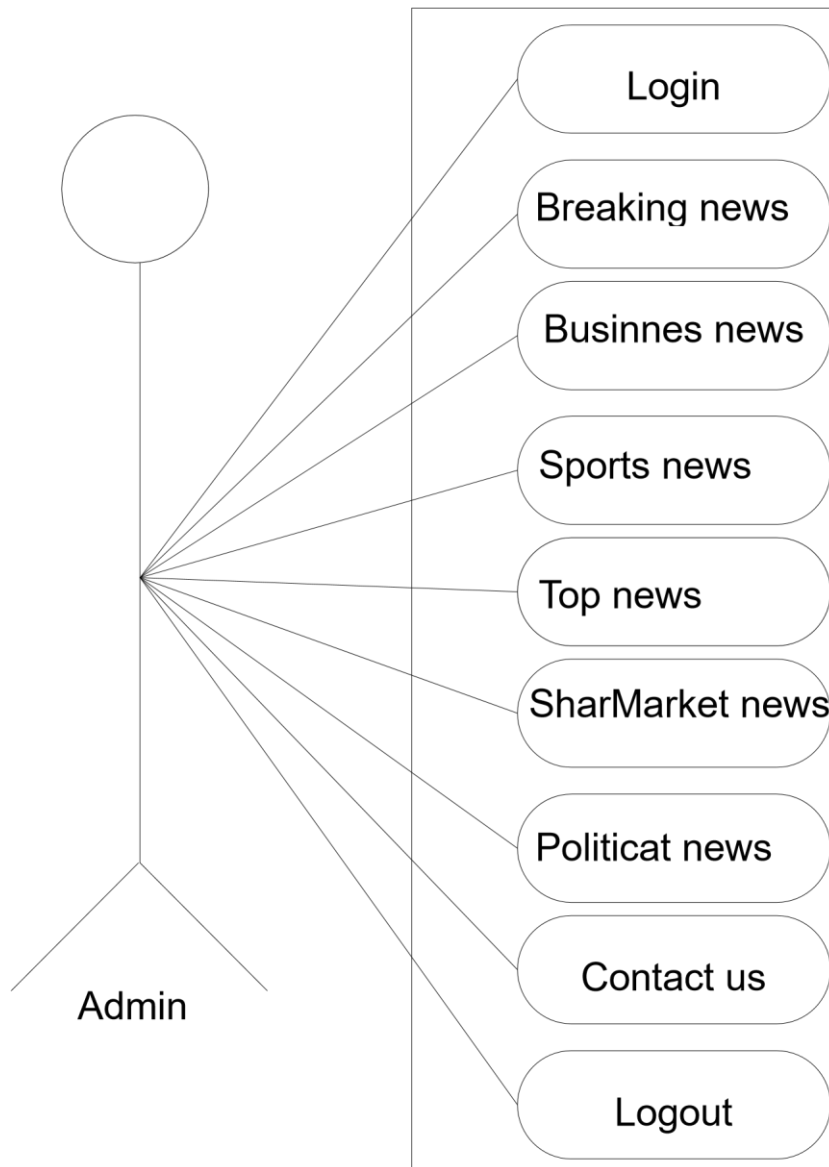 Login
Breaking news
Businnes news
Sports news
Top news
SharMarket news
Politicat news
Contact us
Admin
Logout